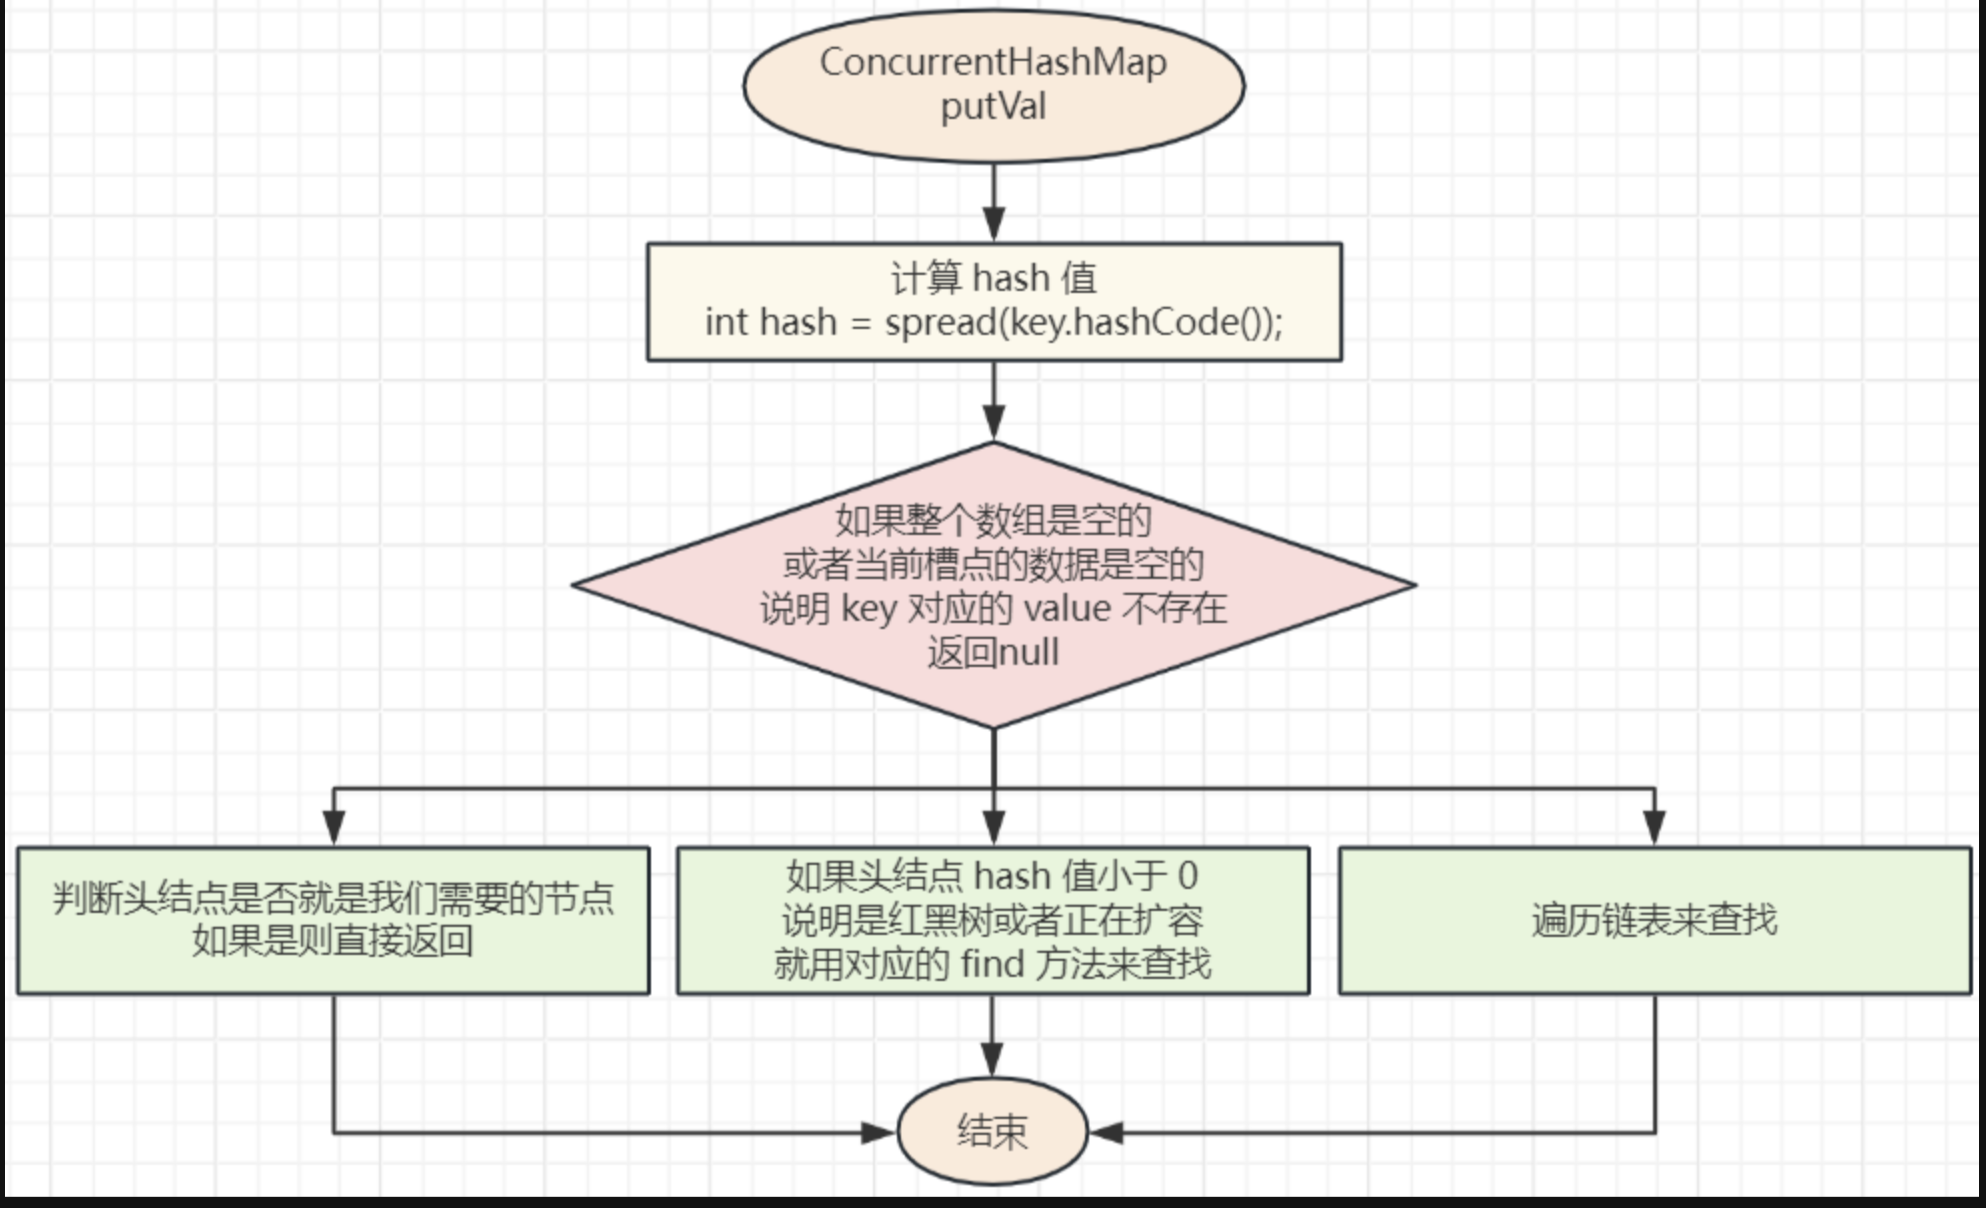 ConcurrentHashMap
putVal
计算 hash 值
int hash = spread(key.hashCode());
如果整个数组是空的
或者当前槽点的数据是空的
说明 key 对应的 value 不存在
返回null
判断头结点是否就是我们需要的节点
如果是则直接返回
如果头结点 hash 值小于 0
说明是红黑树或者正在扩容
就用对应的 find 方法来查找
遍历链表来查找
结束